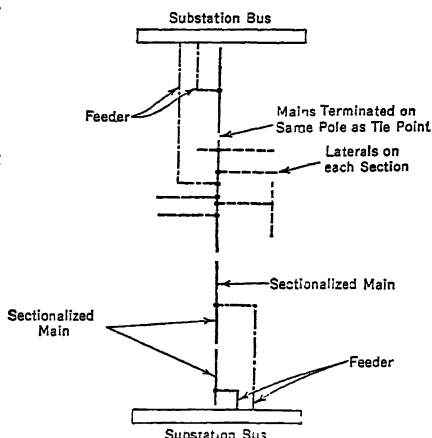 Substation Bus
Feeder
Mains Terminated on
Same Pole as Tie Point
Laterals on
each Section
Sectionalized Main
Sectionalized
Main
Feeder
Substation Bus